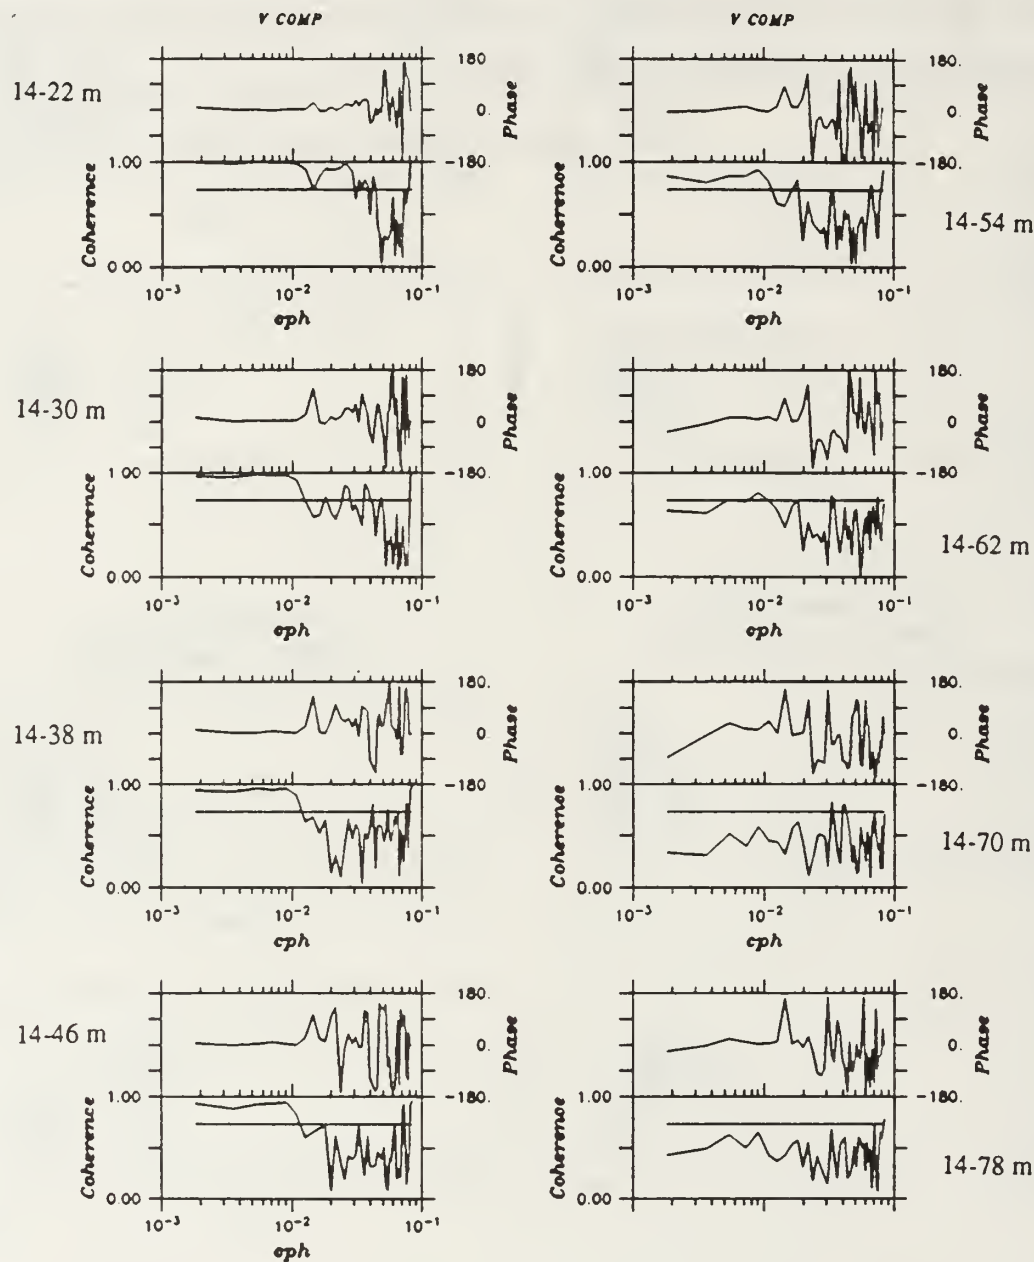 V COMP
14-22 m
180.
0.
-180.
Phase
1.00
0.00
Coherence
10⁻³
10⁻²
10⁻¹
cph
14-30 m
180.
0.
-180.
Phase
1.00
0.00
Coherence
10⁻³
10⁻²
10⁻¹
cph
14-38 m
180.
0.
-180
Phase
1.00
0.00
Coherence
10⁻³
10⁻²
10⁻¹
cph
14-46 m
180.
0.
-180.
Phase
1.00
0.00
Coherence
10⁻³
10⁻²
10⁻¹
cph
V COMP
180.
0.
-180.
Phase
1.00
0.00
Coherence
14-54 m
10⁻³
10⁻²
10⁻¹
cph
180.
0.
-180.
Phase
1.00
0.00
Coherence
14-62 m
10⁻³
10⁻²
10⁻¹
cph
180.
0.
-180.
Phase
1.00
0.00
Coherence
14-70 m
10⁻³
10⁻²
10⁻¹
cph
180.
0.
-180.
Phase
1.00
0.00
Coherence
14-78 m
10⁻³
10⁻²
10⁻¹
cph